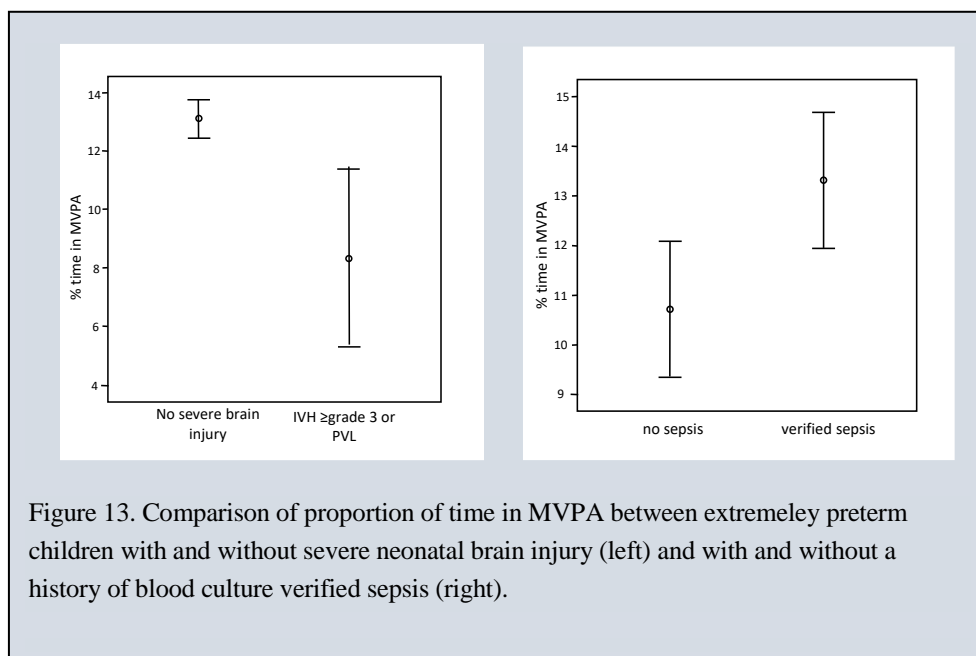 14
12
10
8
6
4
% time in MVPA
No severe brain
injury
IVH ≥grade 3 or
PVL
15
14
13
12
11
10
9
% time in MVPA
no sepsis
verified sepsis
Figure 13. Comparison of proportion of time in MVPA between extremeley preterm
children with and without severe neonatal brain injury (left) and with and without a
history of blood culture verified sepsis (right).